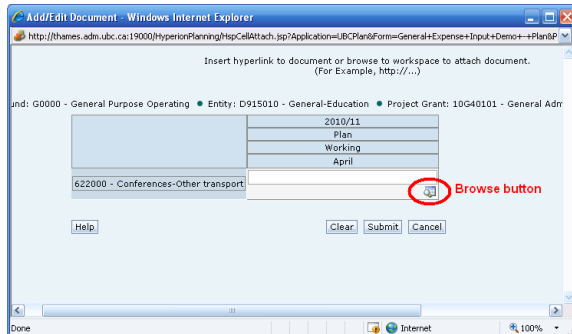 Add/Edit Document - Windows Internet Explorer
http://thames.adm.ubc.ca:19000/HyperionPlanning/HspCellAttach.jsp?Application=UBCPlan&Form=General+Expense+Input+Demo+-+Plan&P
Insert hyperlink to document or browse to workspace to attach document.
(For Example, http://...)
und: G0000 - General Purpose Operating ● Entity: D915010 - General-Education ● Project Grant: 10G40101 - General Adm
2010/11
Plan
Working
April
622000 - Conferences-Other transport
Browse button
Help Clear Submit Cancel
Done Internet 100%